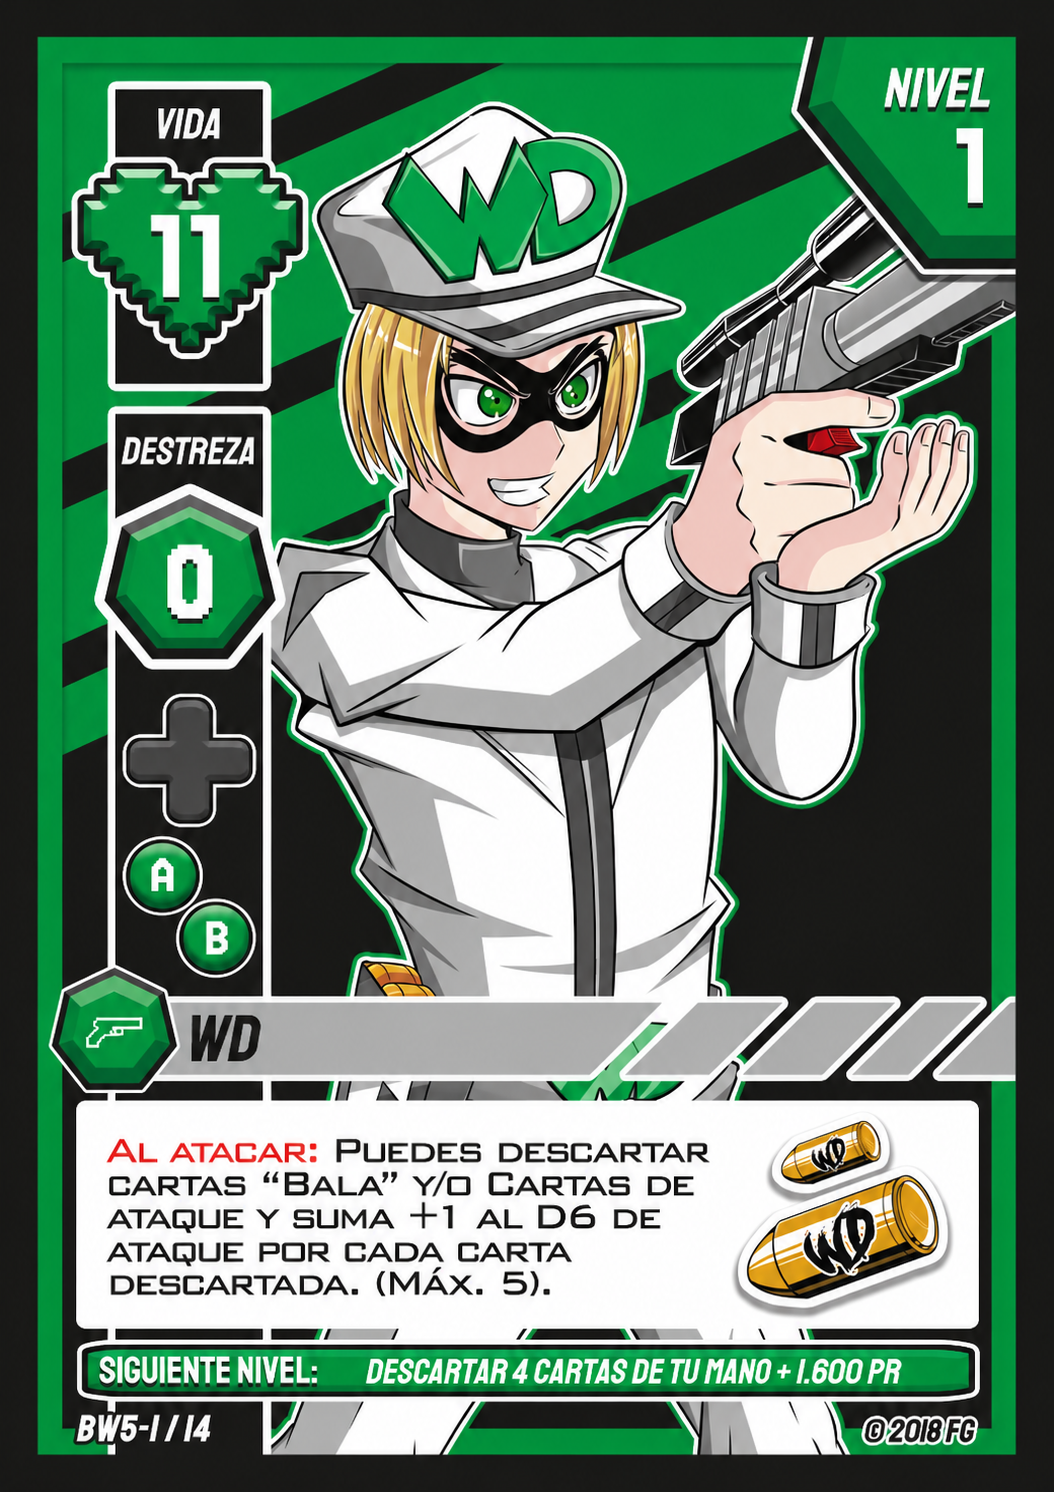 NIVEL
1
VIDA
11
WD
DESTREZA
0
A
B
WD
AL ATACAR: PUEDES DESCARTAR
CARTAS “BALA” Y/O CARTAS DE
ATAQUE Y SUMA +1 AL D6 DE
ATAQUE POR CADA CARTA
DESCARTADA. (MÁX. 5).
WD
WD
SIGUIENTE NIVEL: DESCARTAR 4 CARTAS DE TU MANO + 1.600 PR
BW5-1 / 14
© 2018 FG